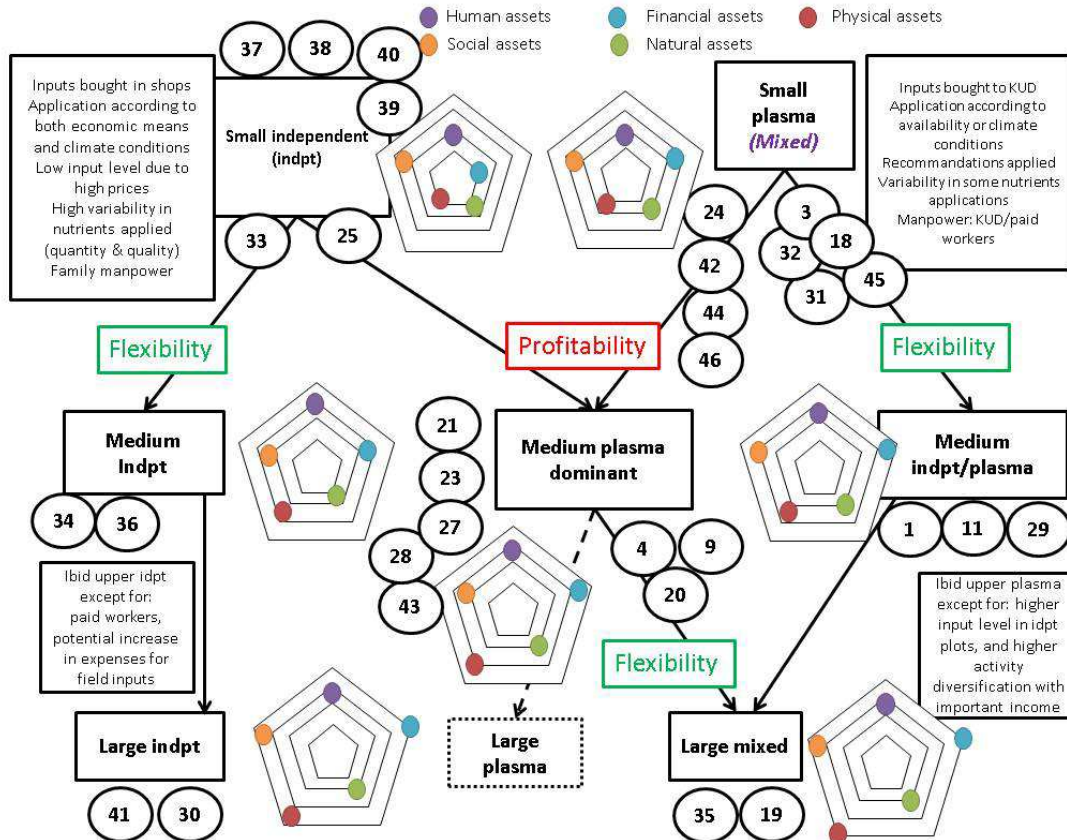 Human assets
Financial assets
Physical assets
Social assets
Natural assets
37
38
40
39
Inputs bought in shops
Application according to
both economic means
and climate conditions
Low input level due to
high prices
High variability in
nutrients applied
(quantity & quality)
Family manpower
Small independent
(indpt)
33
25
Small
plasma
(Mixed)
Inputs bought to KUD
Application according to
availability or climate
conditions
Recommandations applied
Variability in some nutrients
applications
Manpower: KUD/paid
workers
24
42
44
46
3
18
32
31
45
Flexibility
Profitability
Flexibility
Medium
Indpt
34
36
21
23
27
28
43
Medium plasma
dominant
4
9
20
Medium
indpt/plasma
1
11
29
Ibid upper idpt
except for:
paid workers,
potential increase
in expenses for
field inputs
Flexibility
Ibid upper plasma
except for: higher
input level in idpt
plots, and higher
activity
diversification with
important income
Large indpt
41
30
Large
plasma
Large mixed
35
19